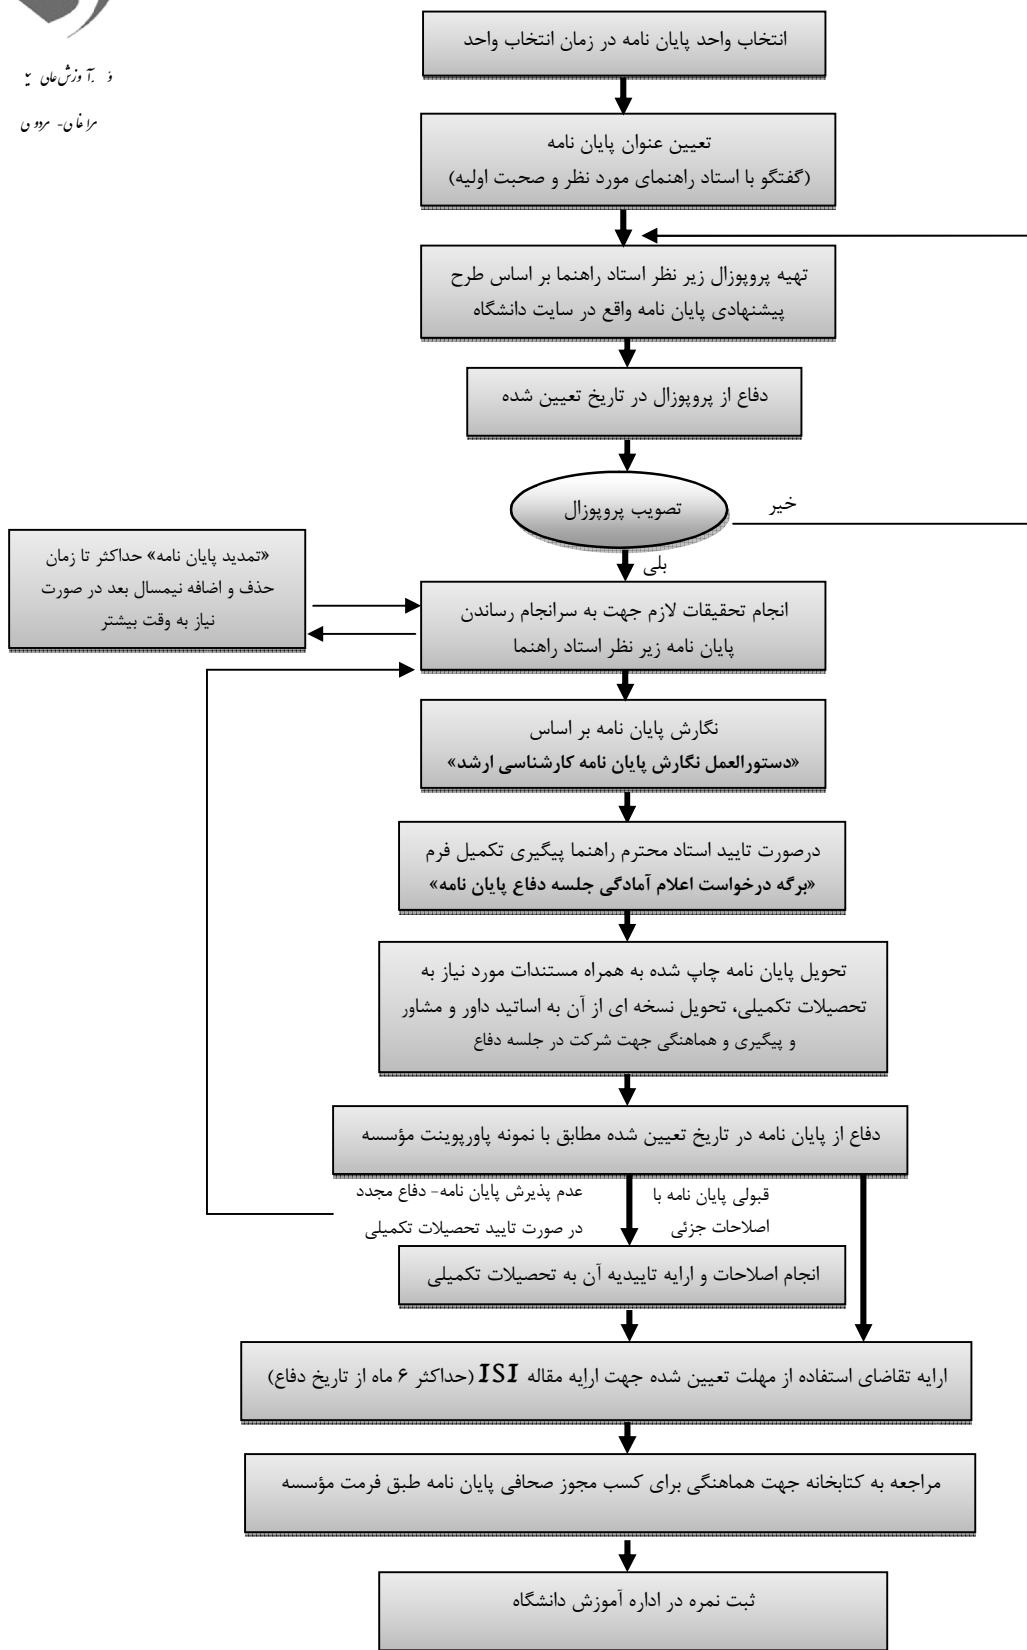 انتخاب واحد پایان نامه در زمان انتخاب واحد
تعیین عنوان پایان نامه
(گفتگو با استاد راهنمای مورد نظر و صحبت اولیه)
تهیه پروپوزال زیر نظر استاد راهنما بر اساس طرح
پیشنهادی پایان نامه واقع در سایت دانشگاه
دفاع از پروپوزال در تاریخ تعیین شده
تصویب پروپوزال
خیر
بلی
«تمدید پایان نامه» حداکثر تا زمان
حذف و اضافه نیمسال بعد در صورت
نیاز به وقت بیشتر
انجام تحقیقات لازم جهت به سرانجام رساندن
پایان نامه زیر نظر استاد راهنما
نگارش پایان نامه بر اساس
«دستورالعمل نگارش پایان نامه کارشناسی ارشد»
درصورت تایید استاد محترم راهنما پیگیری تکمیل فرم
«برگه درخواست اعلام آمادگی جلسه دفاع پایان نامه»
تحویل پایان نامه چاپ شده به همراه مستندات مورد نیاز به
تحصیلات تکمیلی، تحویل نسخه ای از آن به اساتید داور و مشاور
و پیگیری و هماهنگی جهت شرکت در جلسه دفاع
دفاع از پایان نامه در تاریخ تعیین شده مطابق با نمونه پاورپوینت مؤسسه
قبولی پایان نامه با
اصلاحات جزئی
عدم پذیرش پایان نامه- دفاع مجدد
در صورت تایید تحصیلات تکمیلی
انجام اصلاحات و ارایه تاییدیه آن به تحصیلات تکمیلی
ارایه تقاضای استفاده از مهلت تعیین شده جهت ارایه مقاله ISI (حداکثر ۶ ماه از تاریخ دفاع)
مراجعه به کتابخانه جهت هماهنگی برای کسب مجوز صحافی پایان نامه طبق فرمت مؤسسه
ثبت نمره در اداره آموزش دانشگاه